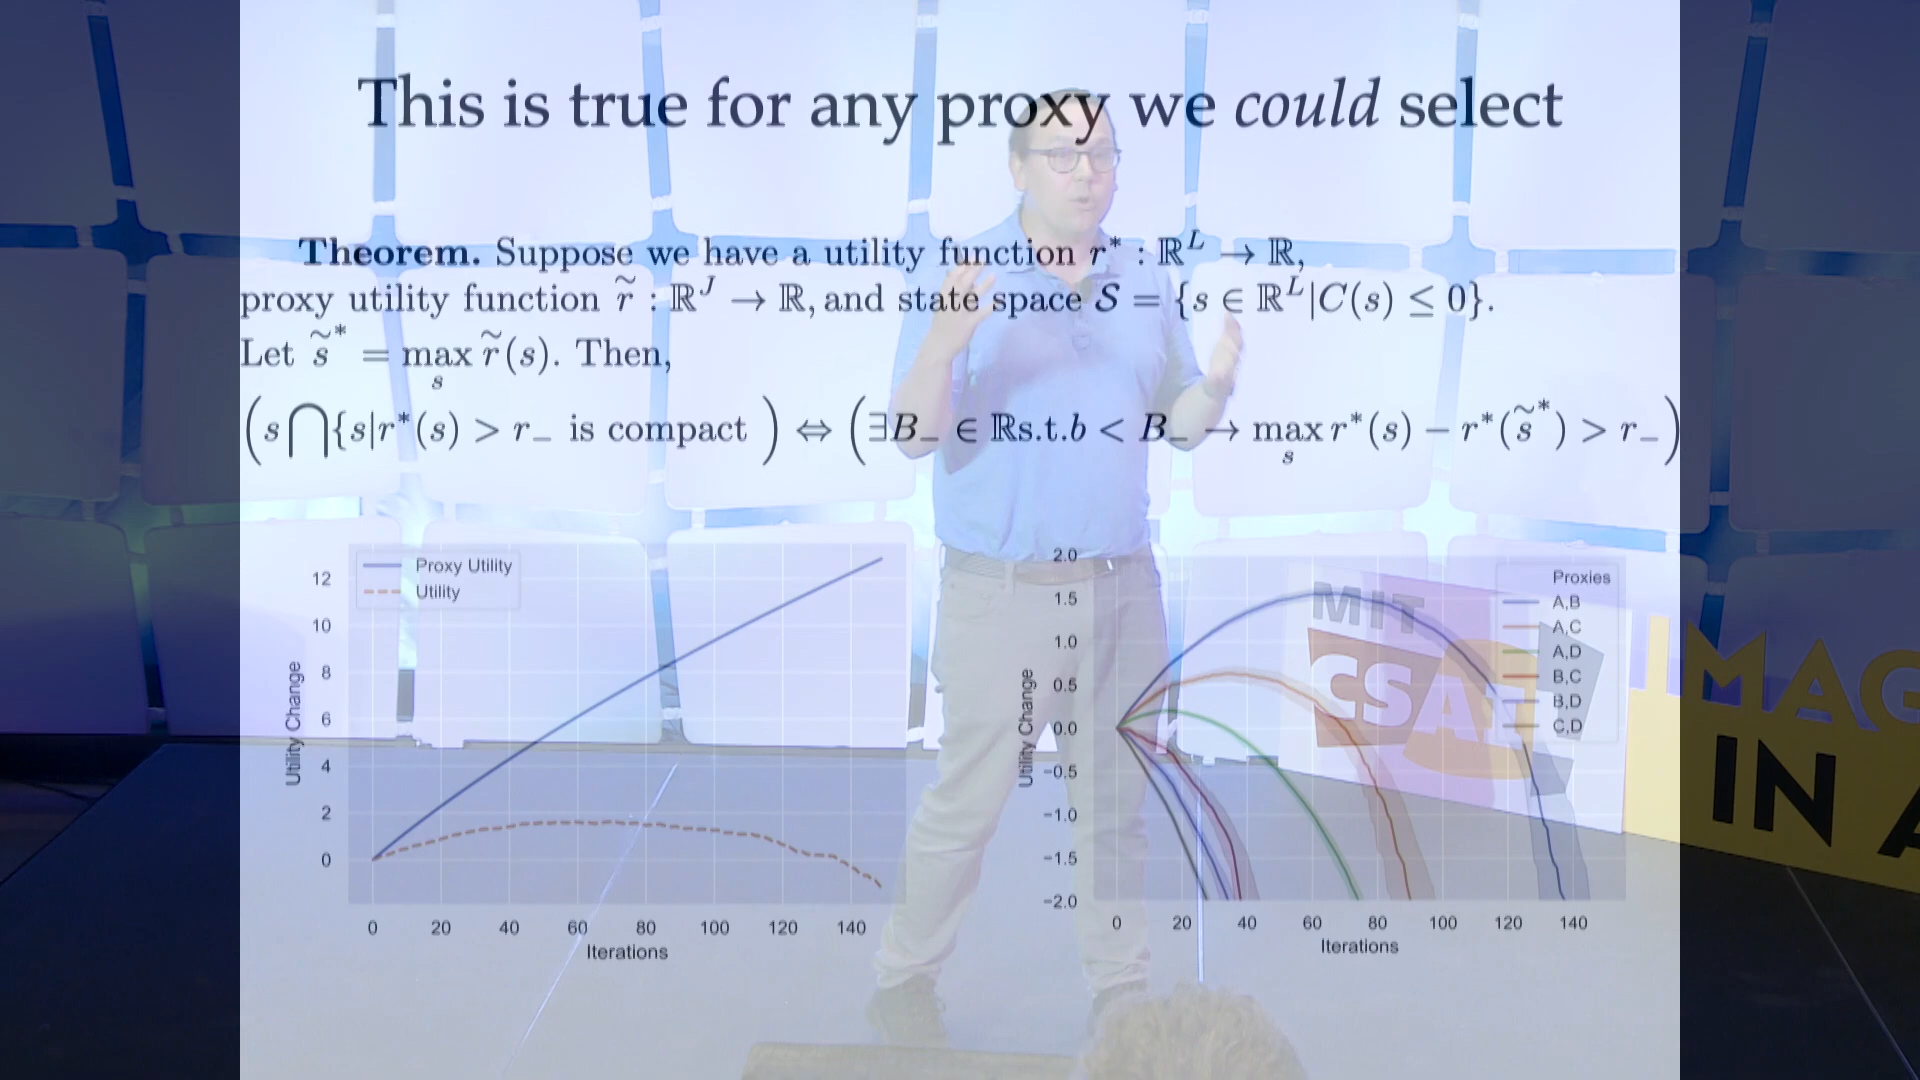 This is true for any proxy we could select
Theorem. Suppose we have a utility function r* : ℝ^L → ℝ,
proxy utility function r̃ : ℝ^J → ℝ, and state space 𝒮 = {s ∈ ℝ^L | C(s) ≤ 0}.
Let s̃* = max_s r̃(s). Then,
(s ⋂{s|r*(s) > r₋ is compact ) ⇔ (∃B₋ ∈ ℝs.t.b < B₋ → max_s r*(s) − r*(s̃*) > r₋)
Proxy Utility
Utility
12
10
8
6
4
2
0
Utility Change
0 20 40 60 80 100 120 140
Iterations
Proxies
A,B
A,C
A,D
B,C
B,D
C,D
2.0
1.5
1.0
0.5
0.0
−0.5
−1.0
−1.5
−2.0
Utility Change
0 20 40 60 80 100 120 140
Iterations
MIT
CSAI
MAG
IN A